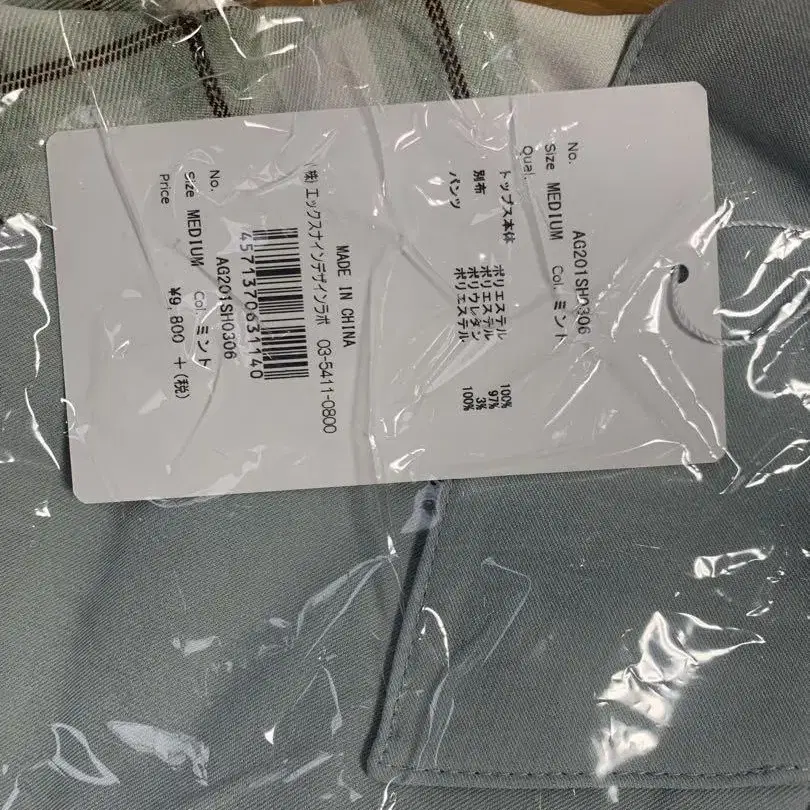 No. AG201SH0306
Size MEDIUM Col. ミント
Qual.
トップス本体 ポリエステル 100%
別布 ポリエステル 97%
ポリウレタン 3%
パンツ ポリエステル 100%
MADE IN CHINA
(株)エックスナインデザインラボ 03-5411-0800
4571370631140
No. AG201SH0306
Size MEDIUM Col. ミント
Price ¥9,800 +(税)